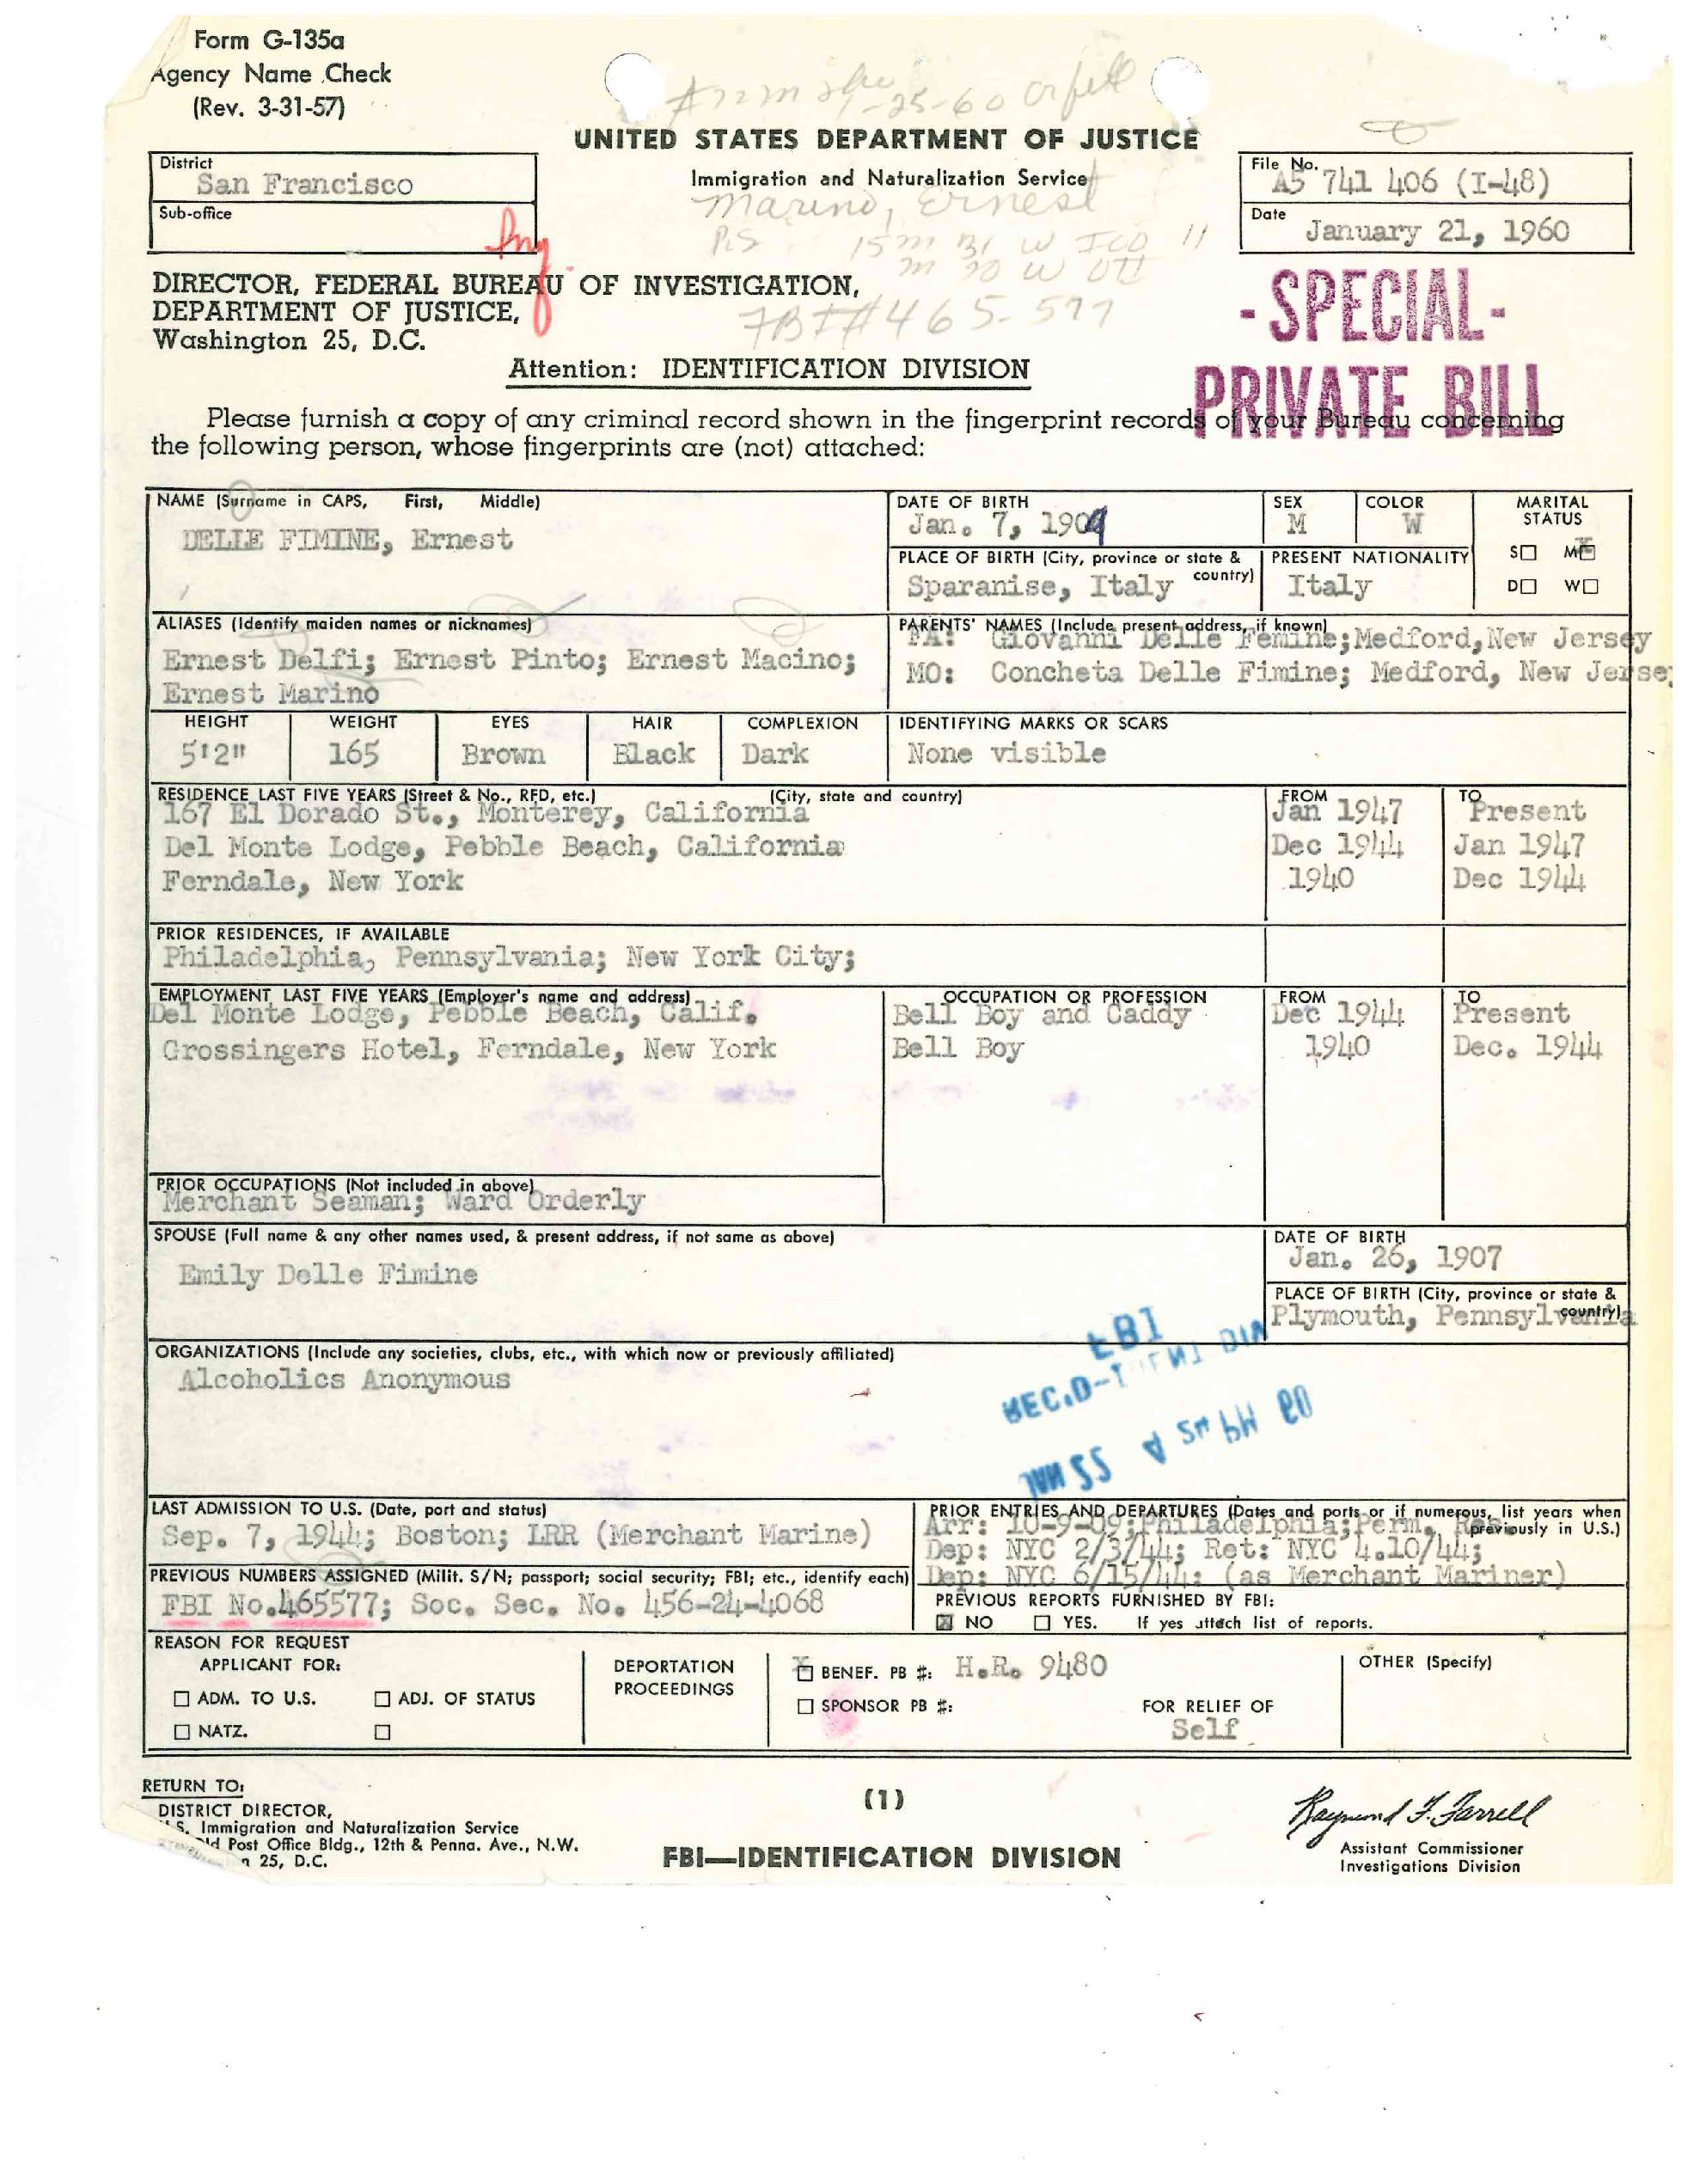 Form G-135a
Agency Name Check
(Rev. 3-31-57)
UNITED STATES DEPARTMENT OF JUSTICE
Immigration and Naturalization Service
District
San Francisco
Sub-office
File No.
A5 741 406 (I-48)
Date
January 21, 1960
Marino, Ernest
FBI # 465-577
DIRECTOR, FEDERAL BUREAU OF INVESTIGATION,
DEPARTMENT OF JUSTICE,
Washington 25, D.C.
- SPECIAL -
PRIVATE BILL
Attention: IDENTIFICATION DIVISION
Please furnish a copy of any criminal record shown in the fingerprint records of your Bureau concerning
the following person, whose fingerprints are (not) attached:
NAME (Surname in CAPS, First, Middle)
DELLE FIMINE, Ernest
DATE OF BIRTH
Jan. 7, 1909
SEX
M
COLOR
W
MARITAL STATUS
S M
D W
PLACE OF BIRTH (City, province or state & country)
Sparanise, Italy
PRESENT NATIONALITY
Italy
ALIASES (Identify maiden names or nicknames)
Ernest Delfi; Ernest Pinto; Ernest Macino;
Ernest Marino
PARENTS' NAMES (Include present address, if known)
FA: Giovanni Delle Femine; Medford, New Jersey
MO: Concheta Delle Fimine; Medford, New Jersey
HEIGHT
5'2"
WEIGHT
165
EYES
Brown
HAIR
Black
COMPLEXION
Dark
IDENTIFYING MARKS OR SCARS
None visible
RESIDENCE LAST FIVE YEARS (Street & No., RFD, etc.) (City, state and country) FROM TO
167 El Dorado St., Monterey, California Jan 1947 Present
Del Monte Lodge, Pebble Beach, California Dec 1944 Jan 1947
Ferndale, New York 1940 Dec 1944
PRIOR RESIDENCES, IF AVAILABLE
Philadelphia, Pennsylvania; New York City;
EMPLOYMENT LAST FIVE YEARS (Employer's name and address) OCCUPATION OR PROFESSION FROM TO
Del Monte Lodge, Pebble Beach, Calif. Bell Boy and Caddy Dec 1944 Present
Grossingers Hotel, Ferndale, New York Bell Boy 1940 Dec. 1944
PRIOR OCCUPATIONS (Not included in above)
Merchant Seaman; Ward Orderly
SPOUSE (Full name & any other names used, & present address, if not same as above)
Emily Delle Fimine
DATE OF BIRTH
Jan. 26, 1907
PLACE OF BIRTH (City, province or state & country)
Plymouth, Pennsylvania
ORGANIZATIONS (Include any societies, clubs, etc., with which now or previously affiliated)
Alcoholics Anonymous
FBI
REC.D-
LAST ADMISSION TO U.S. (Date, port and status)
Sep. 7, 1944; Boston; LRR (Merchant Marine)
PRIOR ENTRIES AND DEPARTURES (Dates and ports or if numerous, list years when previously in U.S.)
Arr: 10-9-09; Philadelphia; Perm. Res.
Dep: NYC 2/3/44; Ret: NYC 4.10/44;
Dep: NYC 6/15/44: (as Merchant Mariner)
PREVIOUS NUMBERS ASSIGNED (Milit. S/N; passport; social security; FBI; etc., identify each)
FBI No.465577; Soc. Sec. No. 456-24-4068
PREVIOUS REPORTS FURNISHED BY FBI:
NO YES. If yes attach list of reports.
REASON FOR REQUEST
APPLICANT FOR:
ADM. TO U.S. ADJ. OF STATUS
NATZ.
DEPORTATION
PROCEEDINGS
BENEF. PB #: H.R. 9480
SPONSOR PB #:
FOR RELIEF OF
Self
OTHER (Specify)
RETURN TO:
DISTRICT DIRECTOR,
U.S. Immigration and Naturalization Service
Old Post Office Bldg., 12th & Penna. Ave., N.W.
25, D.C.
(1)
FBI—IDENTIFICATION DIVISION
Raymond F. Farrell
Assistant Commissioner
Investigations Division